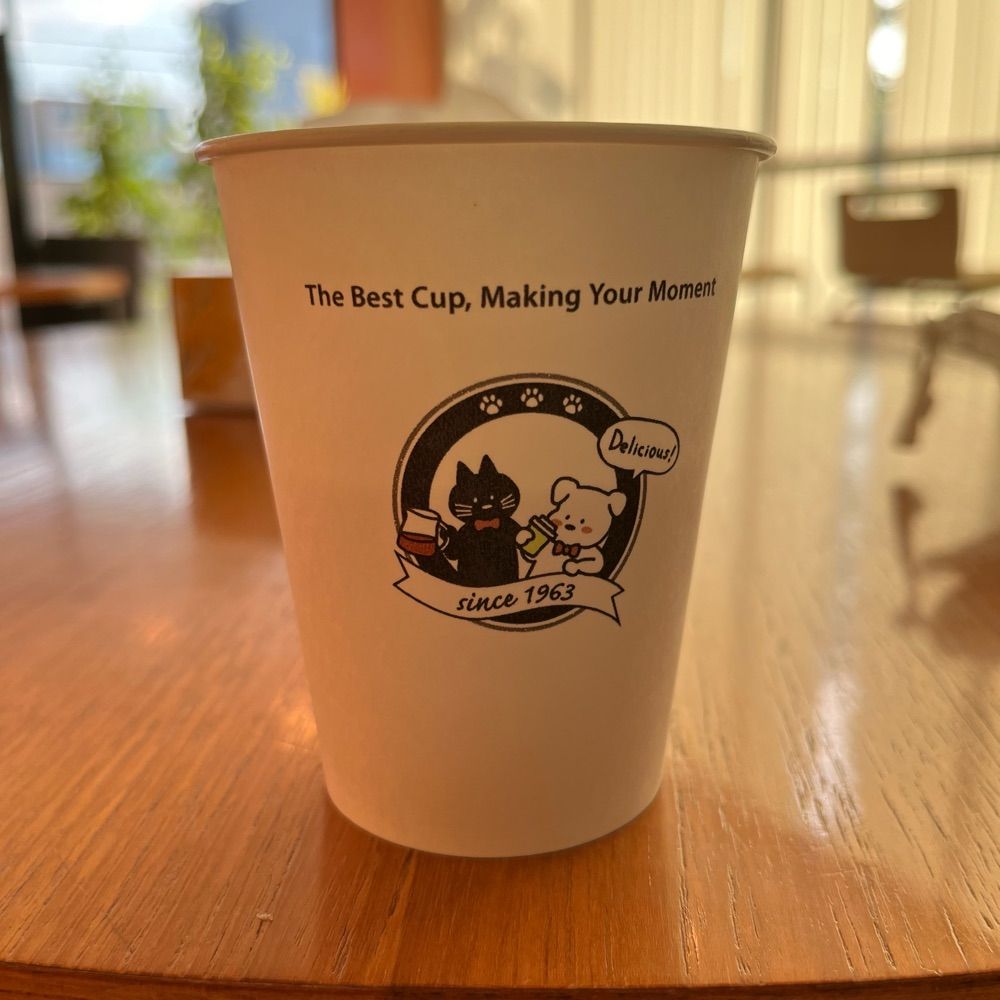 The Best Cup, Making Your Moment
Delicious!
since 1963